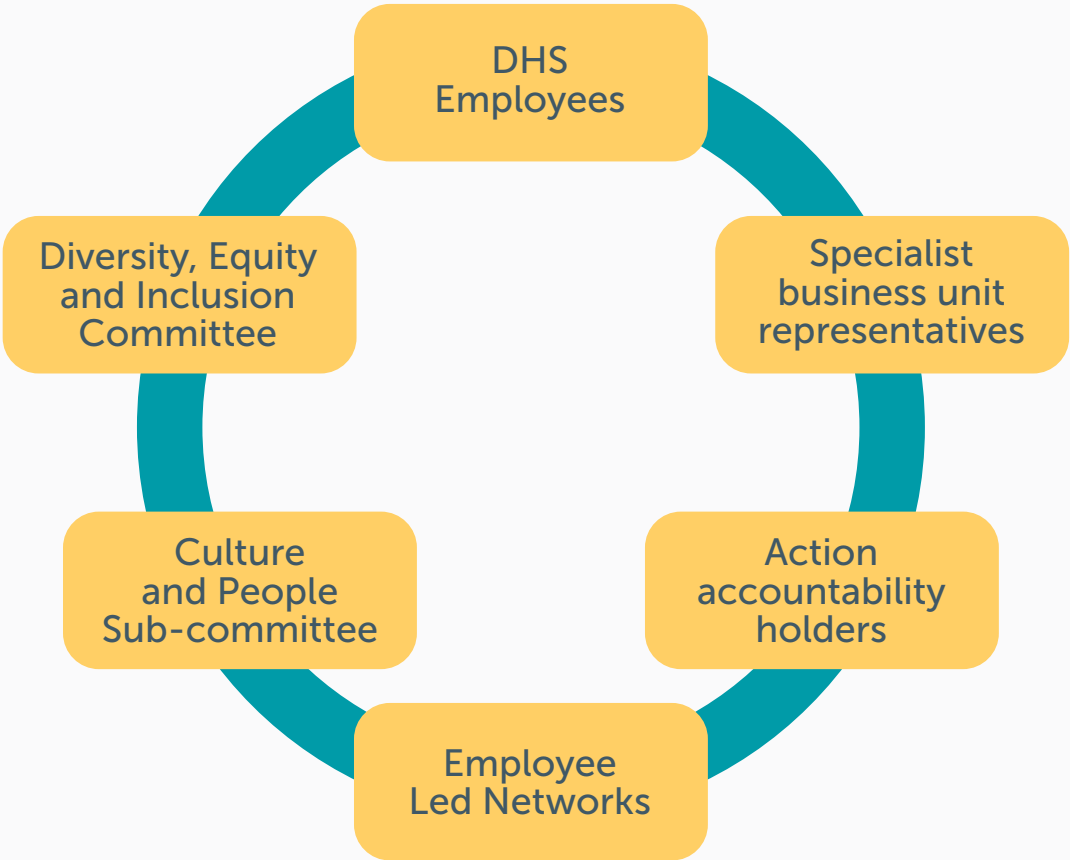 DHS
Employees
Specialist
business unit
representatives
Action
accountability
holders
Employee
Led Networks
Culture
and People
Sub-committee
Diversity, Equity
and Inclusion
Committee